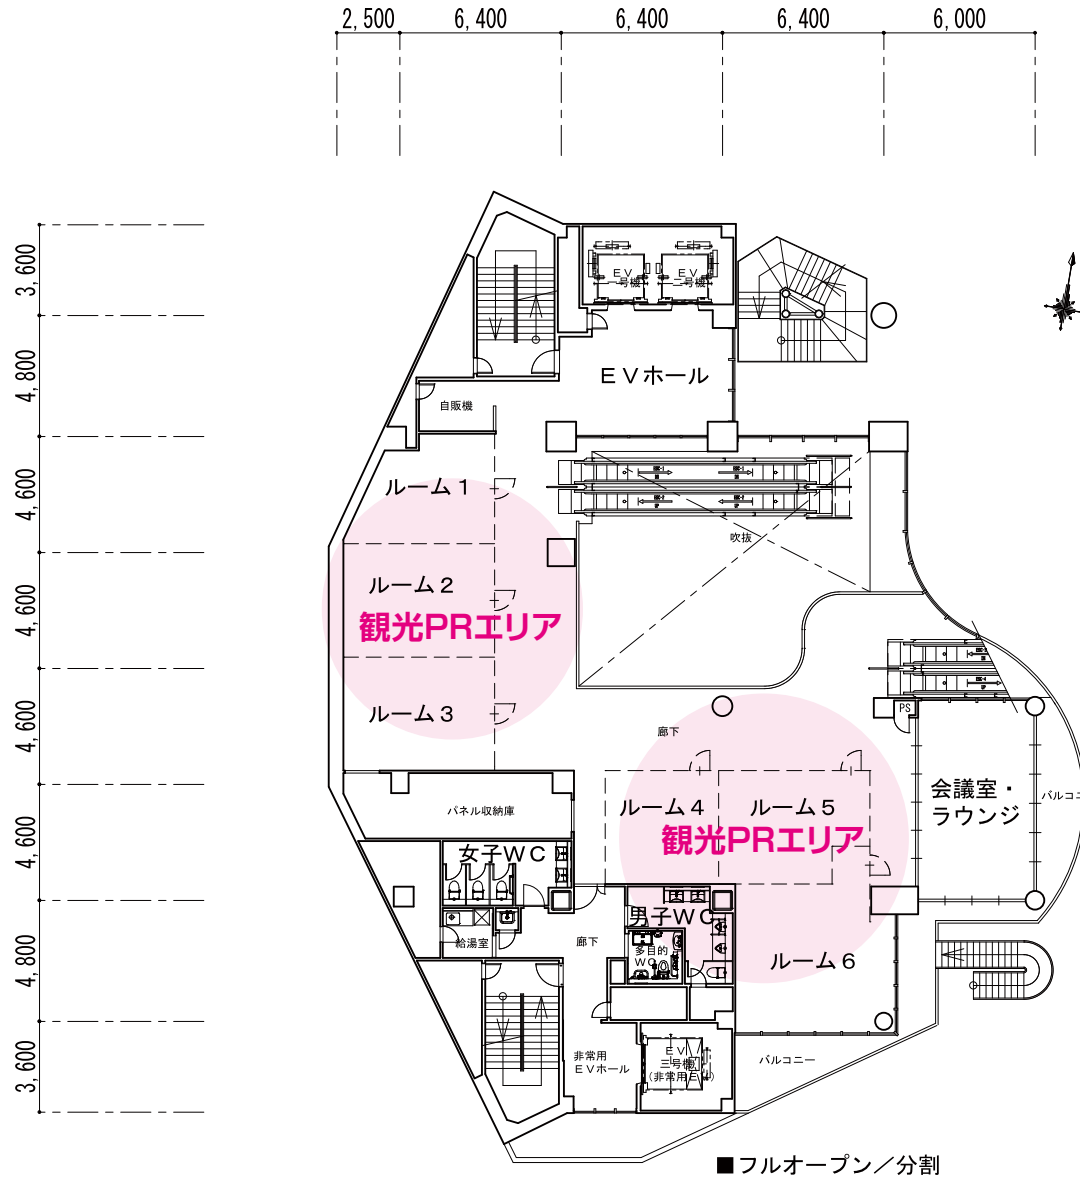 2,500 6,400 6,400 6,400 6,000
3,600
4,800
4,600
4,600
4,600
4,600
4,800
3,600
ＥＶ
一号機
ＥＶ
二号機
ＥＶホール
自販機
ルーム１
吹抜
ルーム２
観光PRエリア
ルーム３
廊下
PS
ルーム４
ルーム５
観光PRエリア
会議室・
ラウンジ
バルコニ
パネル収納庫
女子ＷＣ
男子ＷＣ
給湯室
廊下
多目的
ＷＣ
ルーム６
非常用
ＥＶホール
ＥＶ
三号機
(非常用ＥＶ)
バルコニー
■フルオープン／分割